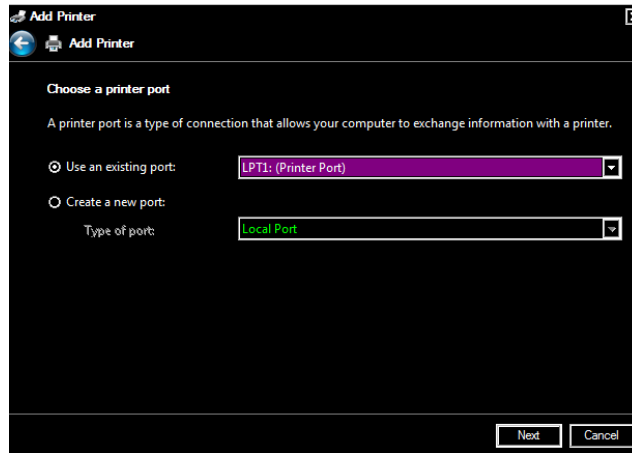 Add Printer
Add Printer
Choose a printer port
A printer port is a type of connection that allows your computer to exchange information with a printer.
Use an existing port: LPT1: (Printer Port)
Create a new port:
Type of port: Local Port
Next Cancel